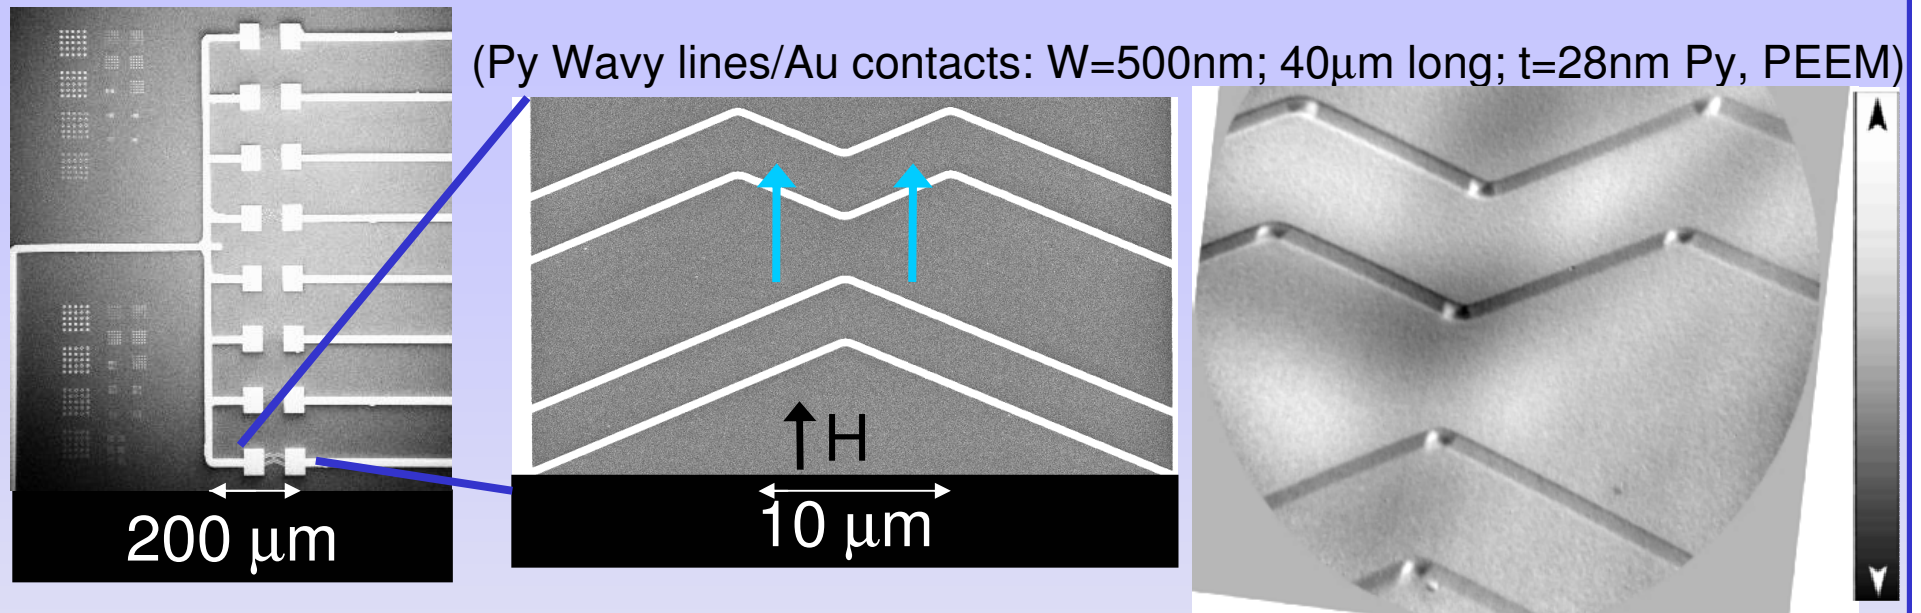 (Py Wavy lines/Au contacts: W=500nm; 40μm long; t=28nm Py, PEEM)
H
200 μm
10 μm